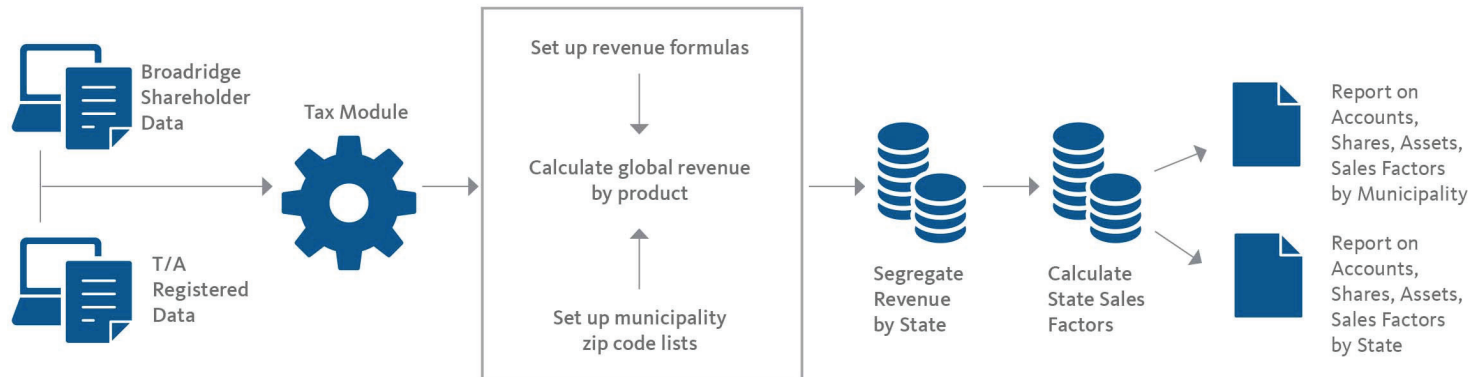 Broadridge
Shareholder
Data
T/A
Registered
Data
Tax Module
Set up revenue formulas
Calculate global revenue
by product
Set up municipality
zip code lists
Segregate
Revenue
by State
Calculate
State Sales
Factors
Report on
Accounts,
Shares, Assets,
Sales Factors
by Municipality
Report on
Accounts,
Shares, Assets,
Sales Factors
by State